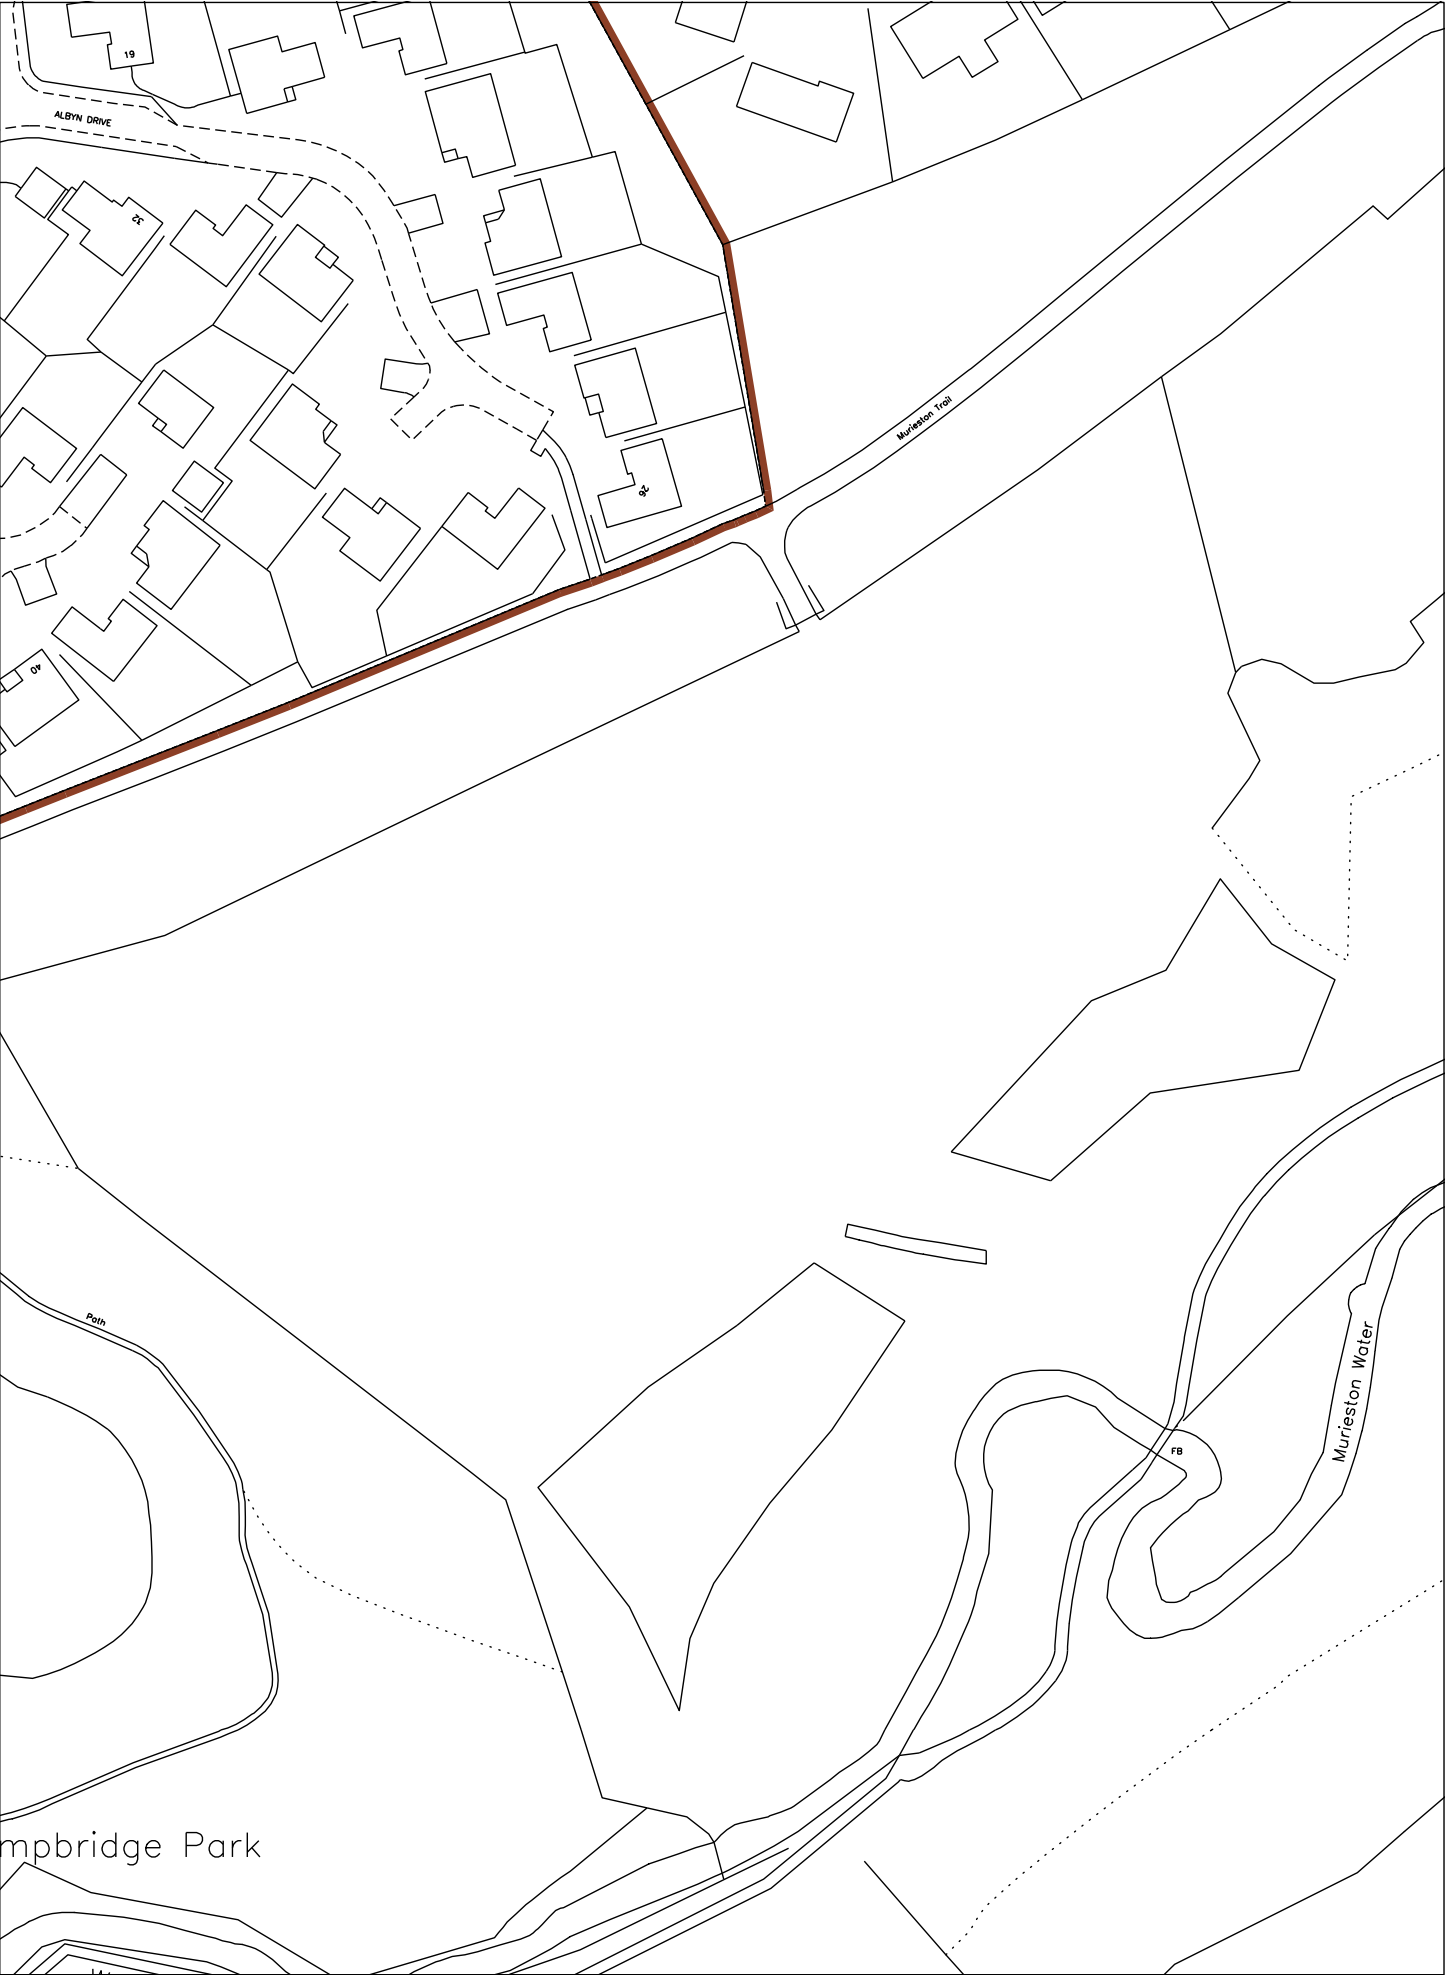 19
ALBYN DRIVE
32
Murieston Trail
26
40
Path
Murieston Water
FB
mpbridge Park